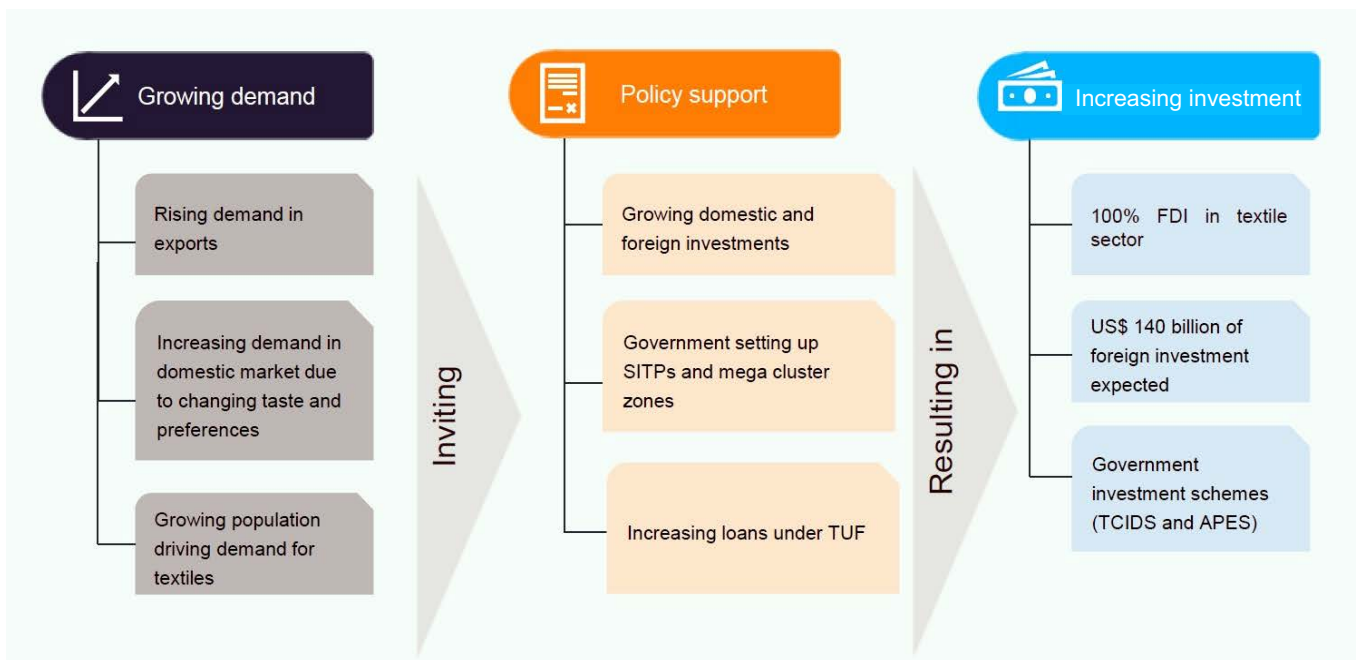 Growing demand
Rising demand in
exports
Increasing demand in
domestic market due
to changing taste and
preferences
Growing population
driving demand for
textiles
Inviting
Policy support
Growing domestic and
foreign investments
Government setting up
SITPs and mega cluster
zones
Increasing loans under TUF
Resulting in
Increasing investment
100% FDI in textile
sector
US$ 140 billion of
foreign investment
expected
Government
investment schemes
(TCIDS and APES)